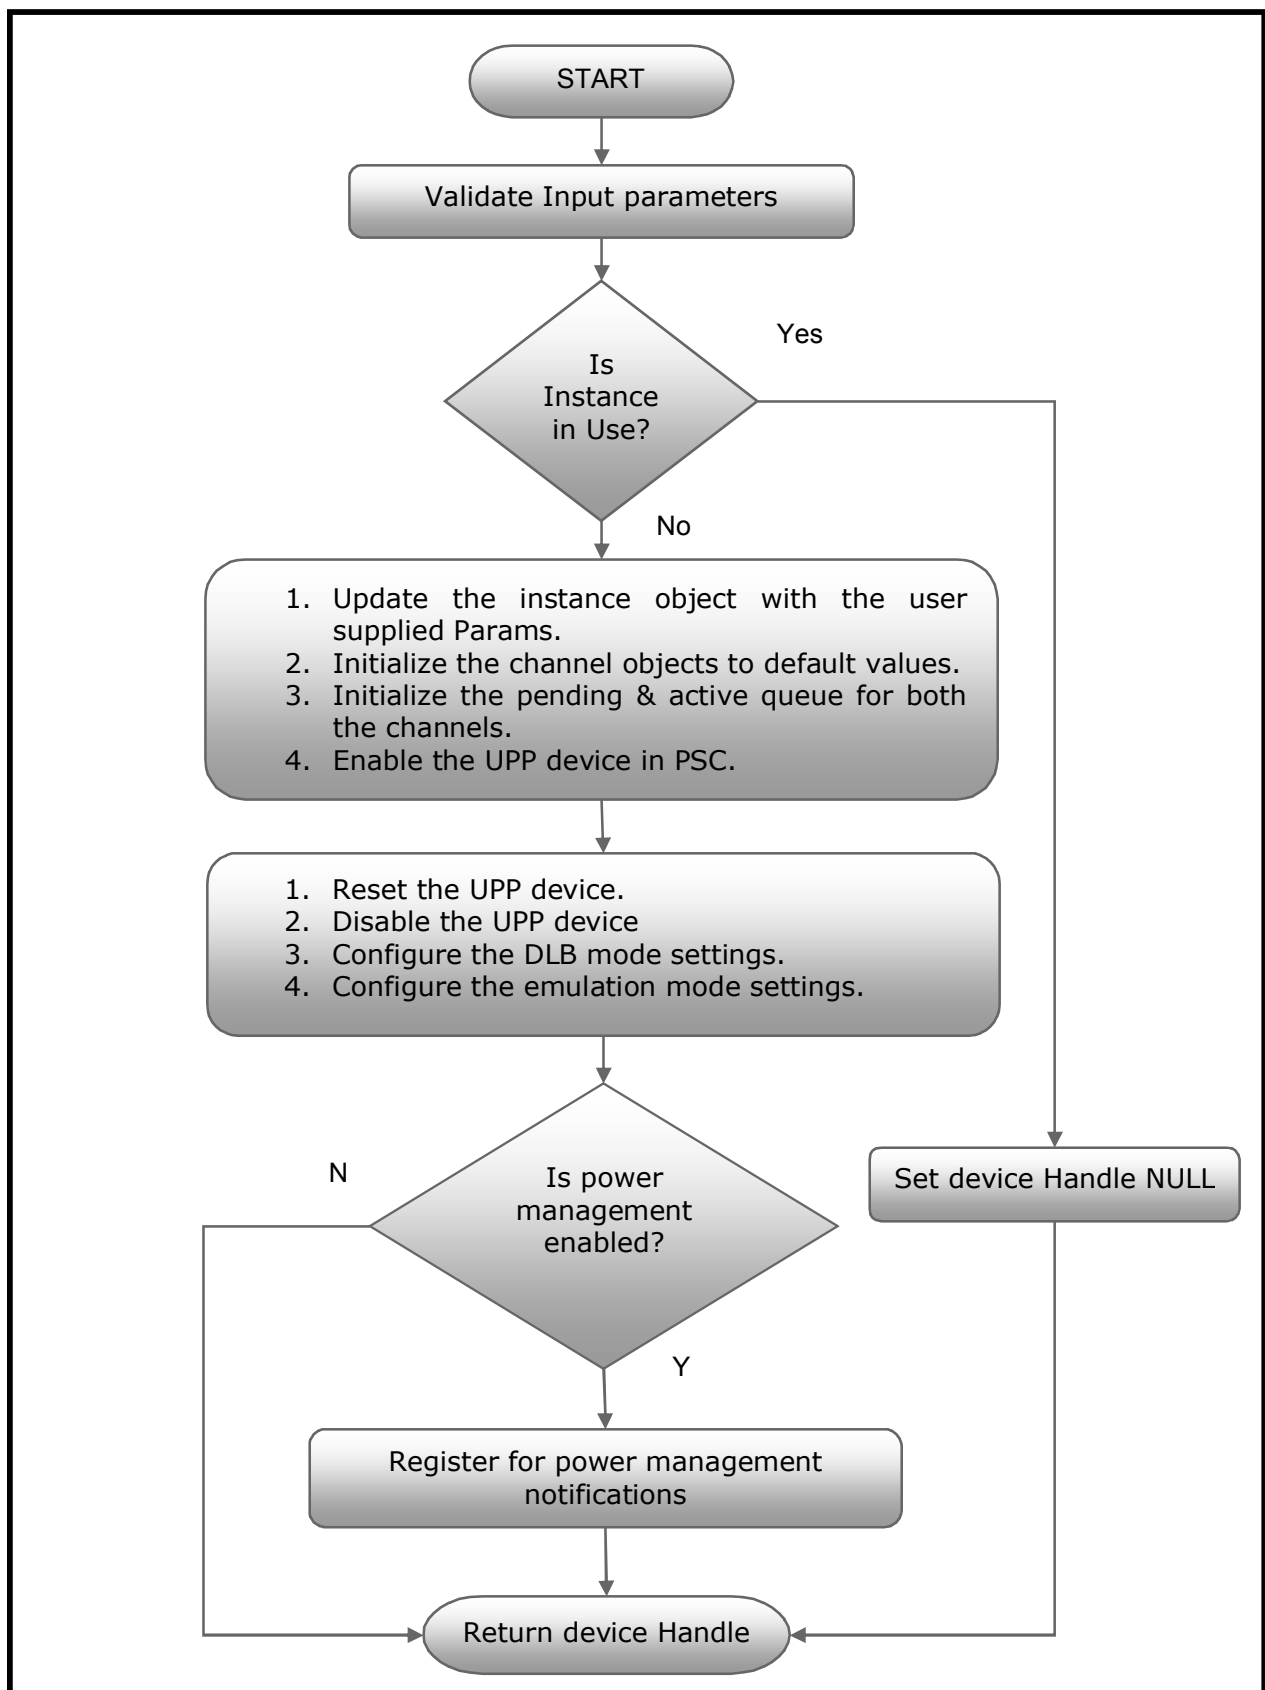 START
Validate Input parameters
Yes
Is
Instance
in Use?
No
1. Update the instance object with the user
supplied Params.
2. Initialize the channel objects to default values.
3. Initialize the pending & active queue for both
the channels.
4. Enable the UPP device in PSC.
1. Reset the UPP device.
2. Disable the UPP device
3. Configure the DLB mode settings.
4. Configure the emulation mode settings.
N
Is power
management
enabled?
Set device Handle NULL
Y
Register for power management
notifications
Return device Handle